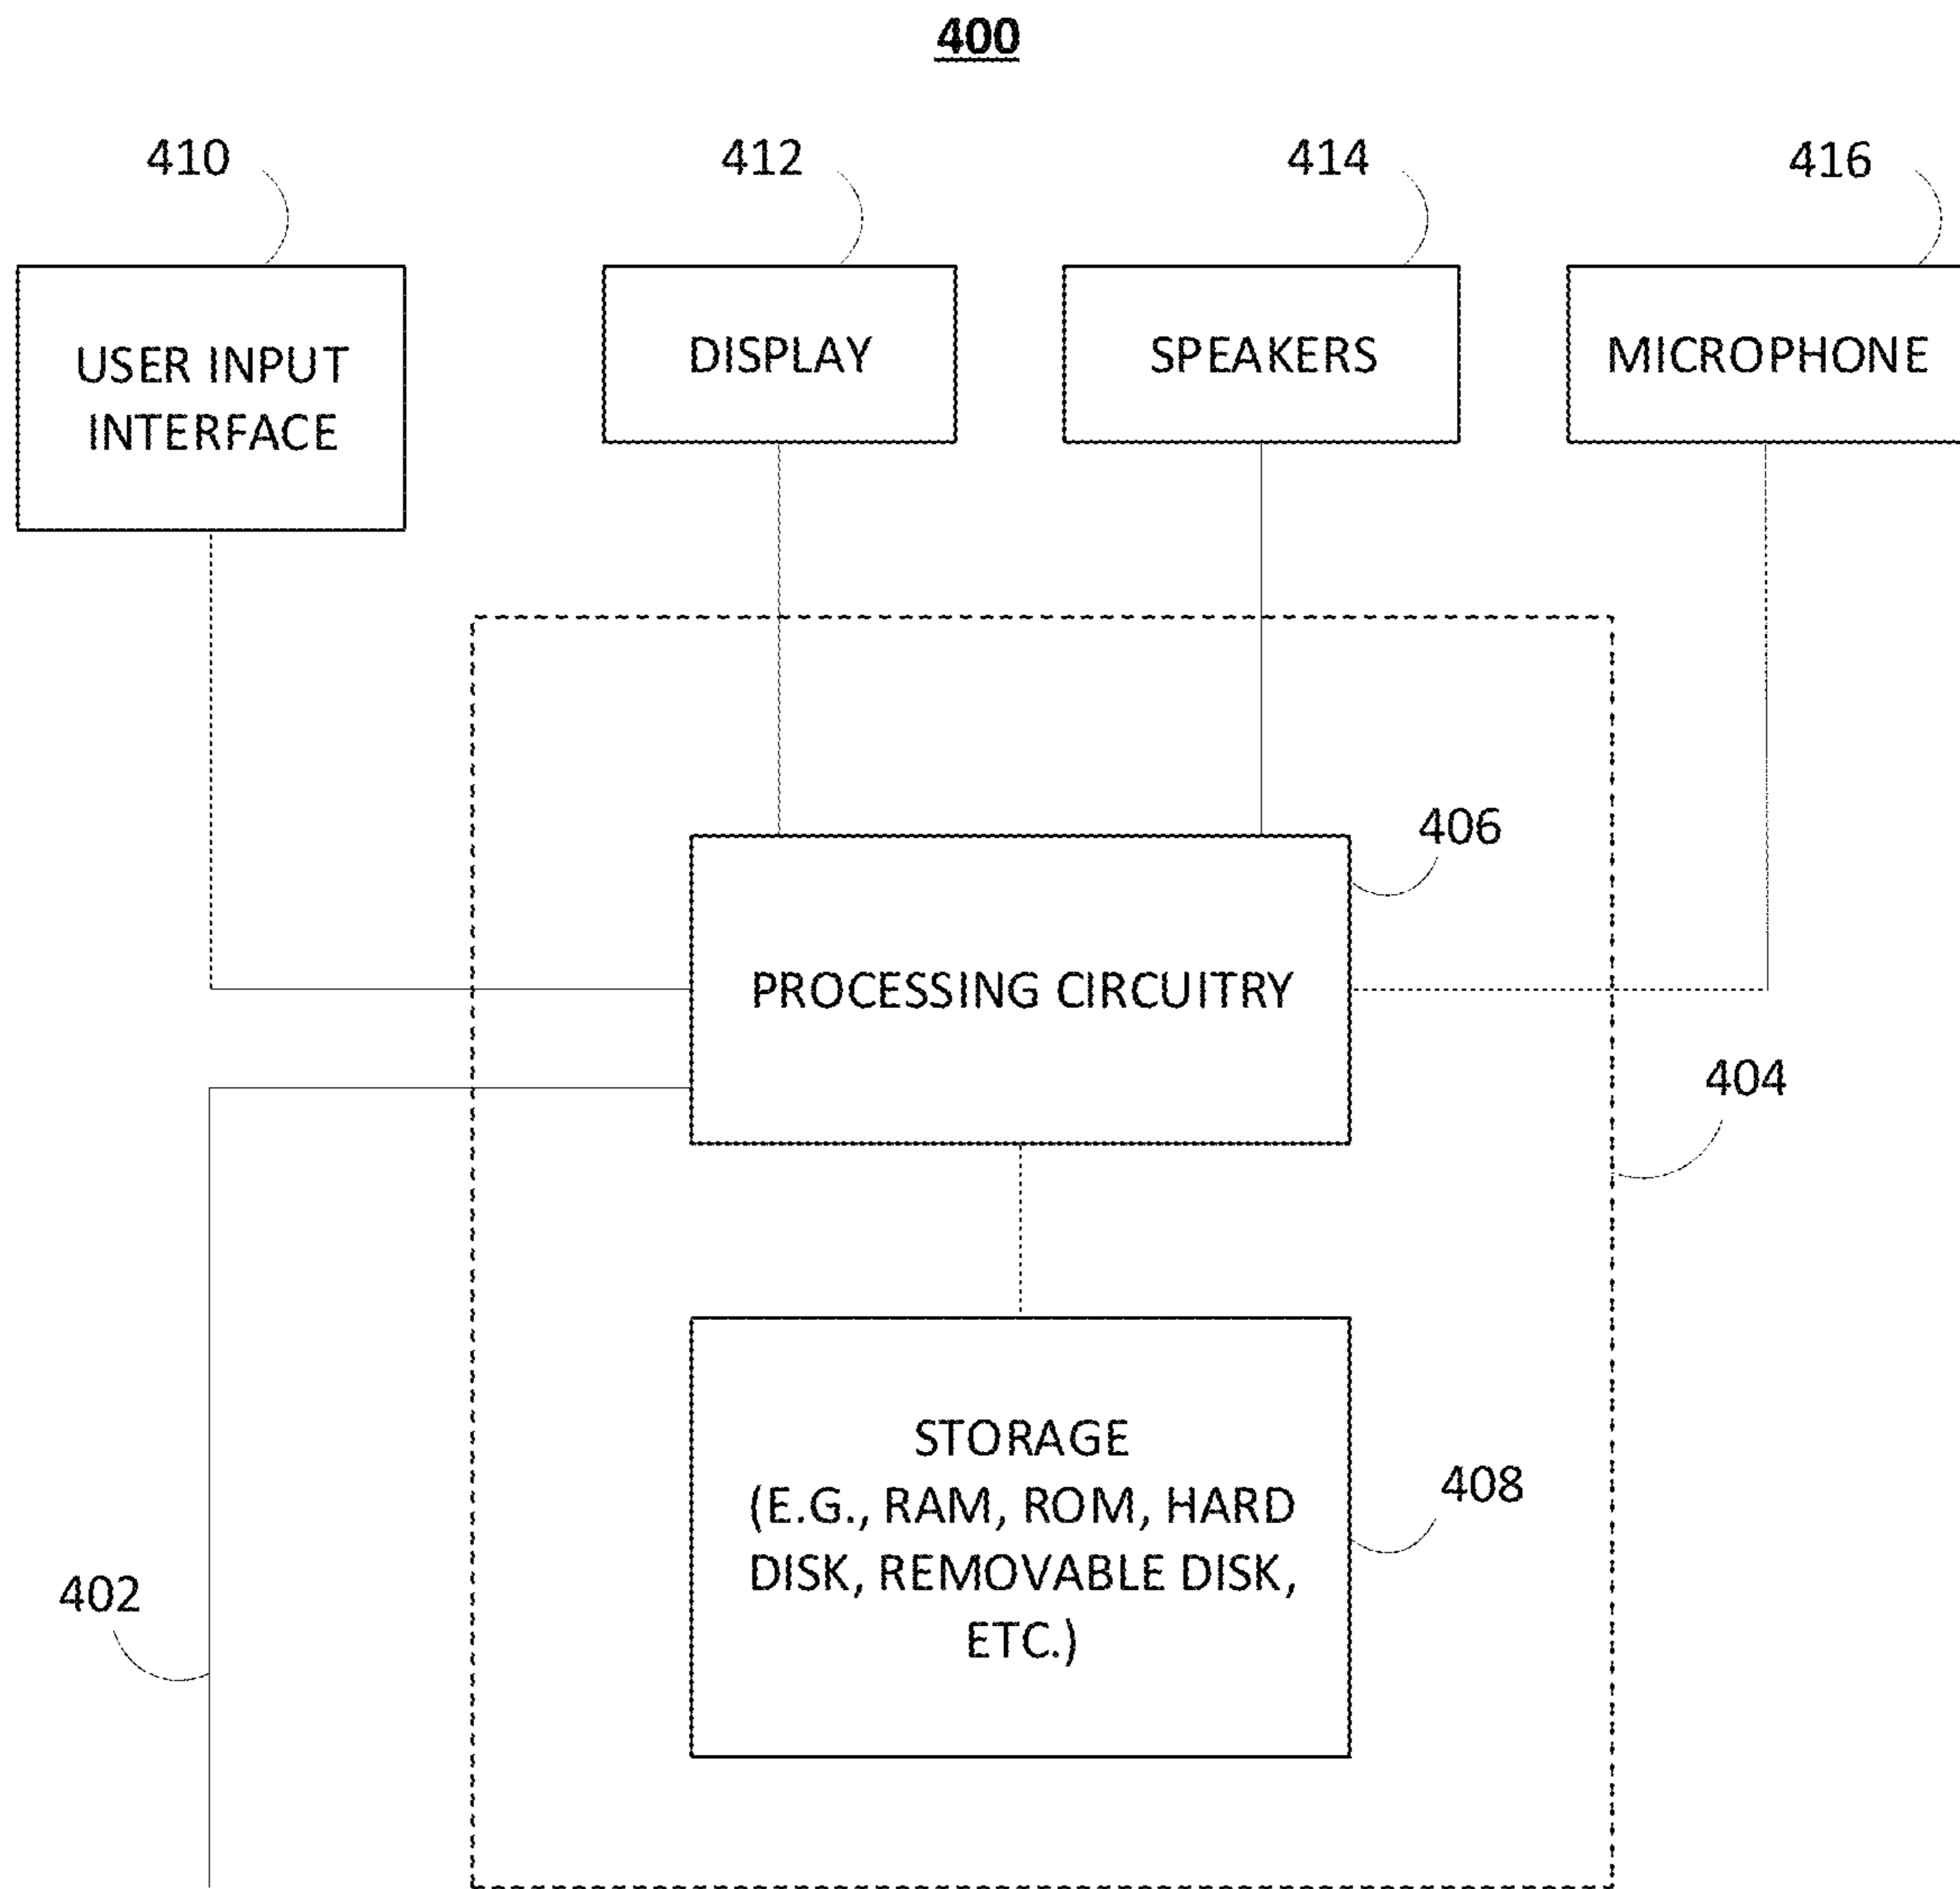 400
410
412
414
416
USER INPUT
INTERFACE
DISPLAY
SPEAKERS
MICROPHONE
406
PROCESSING CIRCUITRY
404
STORAGE
(E.G., RAM, ROM, HARD
DISK, REMOVABLE DISK,
ETC.)
408
402